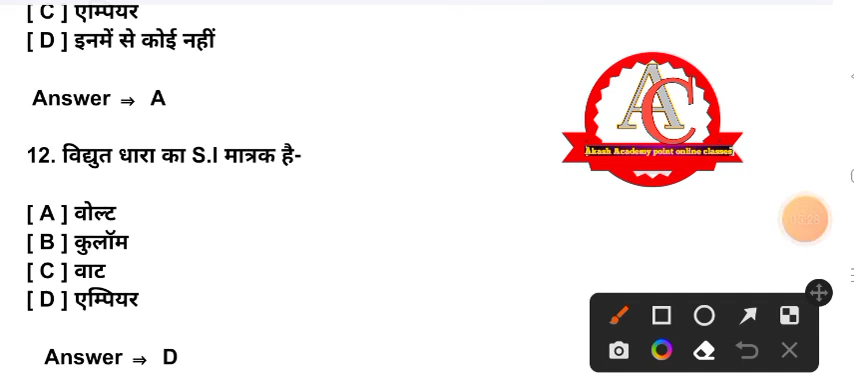 [ C ] एम्पियर
[ D ] इनमें से कोई नहीं
Answer ⇒ A
12. विद्युत धारा का S.I मात्रक है-
[ A ] वोल्ट
[ B ] कुलॉम
[ C ] वाट
[ D ] एम्पियर
Answer ⇒ D
AC
Akash Academy point online classes